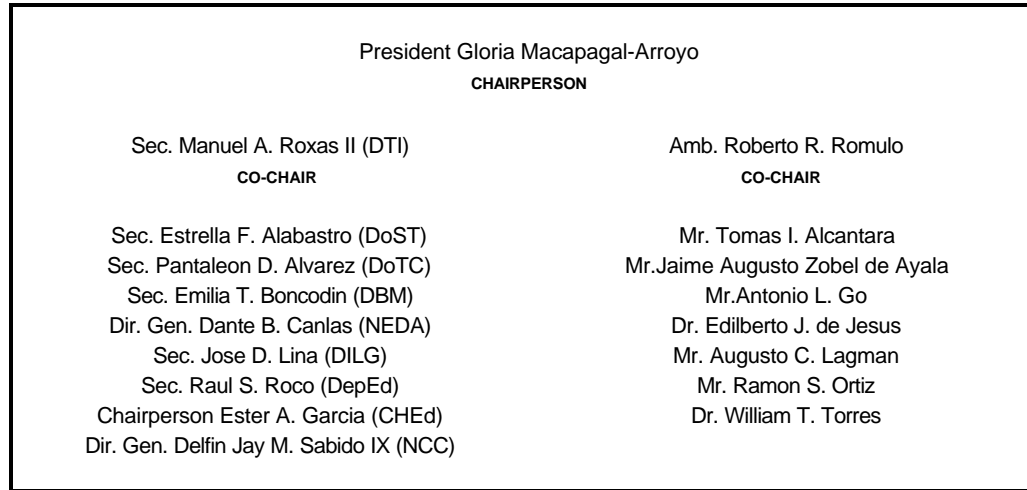 President Gloria Macapagal-Arroyo
CHAIRPERSON
Sec. Manuel A. Roxas II (DTI)
CO-CHAIR
Sec. Estrella F. Alabastro (DoST)
Sec. Pantaleon D. Alvarez (DoTC)
Sec. Emilia T. Boncodin (DBM)
Dir. Gen. Dante B. Canlas (NEDA)
Sec. Jose D. Lina (DILG)
Sec. Raul S. Roco (DepEd)
Chairperson Ester A. Garcia (CHEd)
Dir. Gen. Delfin Jay M. Sabido IX (NCC)
Amb. Roberto R. Romulo
CO-CHAIR
Mr. Tomas I. Alcantara
Mr.Jaime Augusto Zobel de Ayala
Mr.Antonio L. Go
Dr. Edilberto J. de Jesus
Mr. Augusto C. Lagman
Mr. Ramon S. Ortiz
Dr. William T. Torres